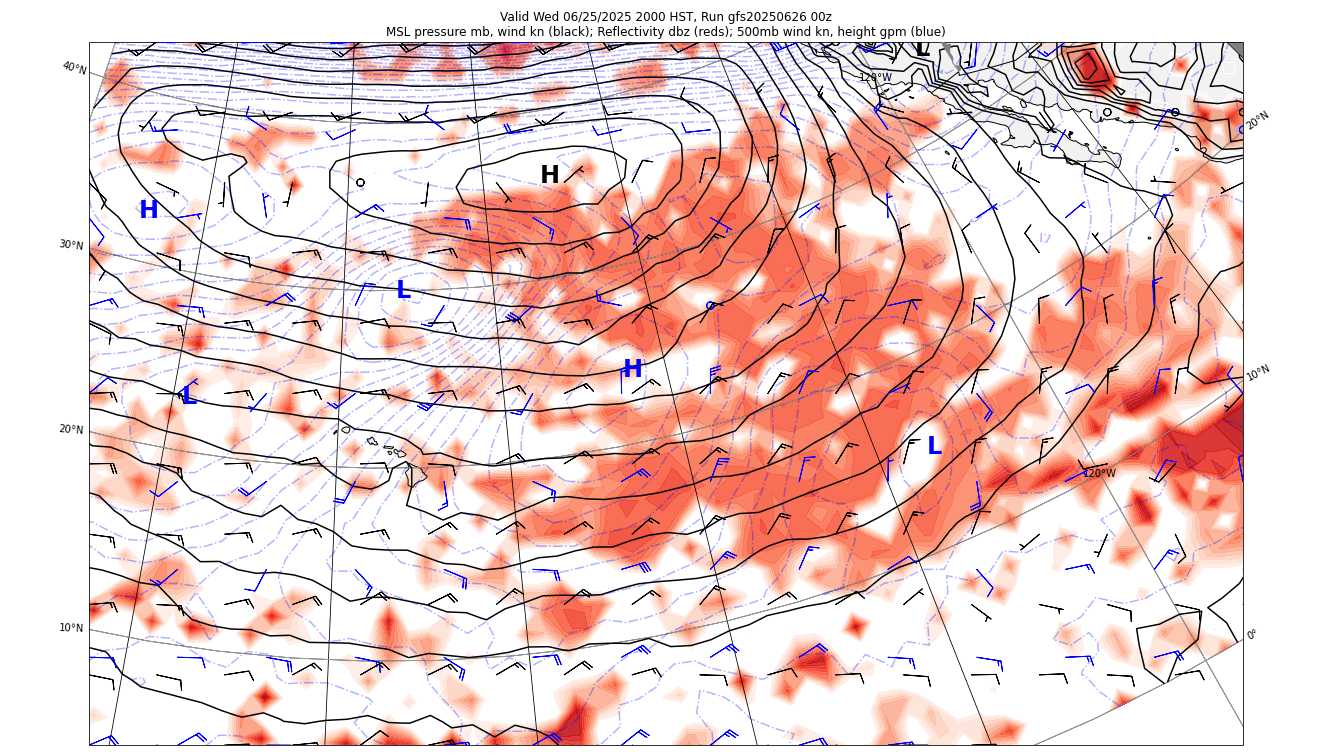 Valid Wed 06/25/2025 2000 HST, Run gfs20250626 00z
MSL pressure mb, wind kn (black); Reflectivity dbz (reds); 500mb wind kn, height gpm (blue)
L
40°N
120°W
20°N
H
H
30°N
L
H
10°N
L
20°N
L
120°W
10°N
0°